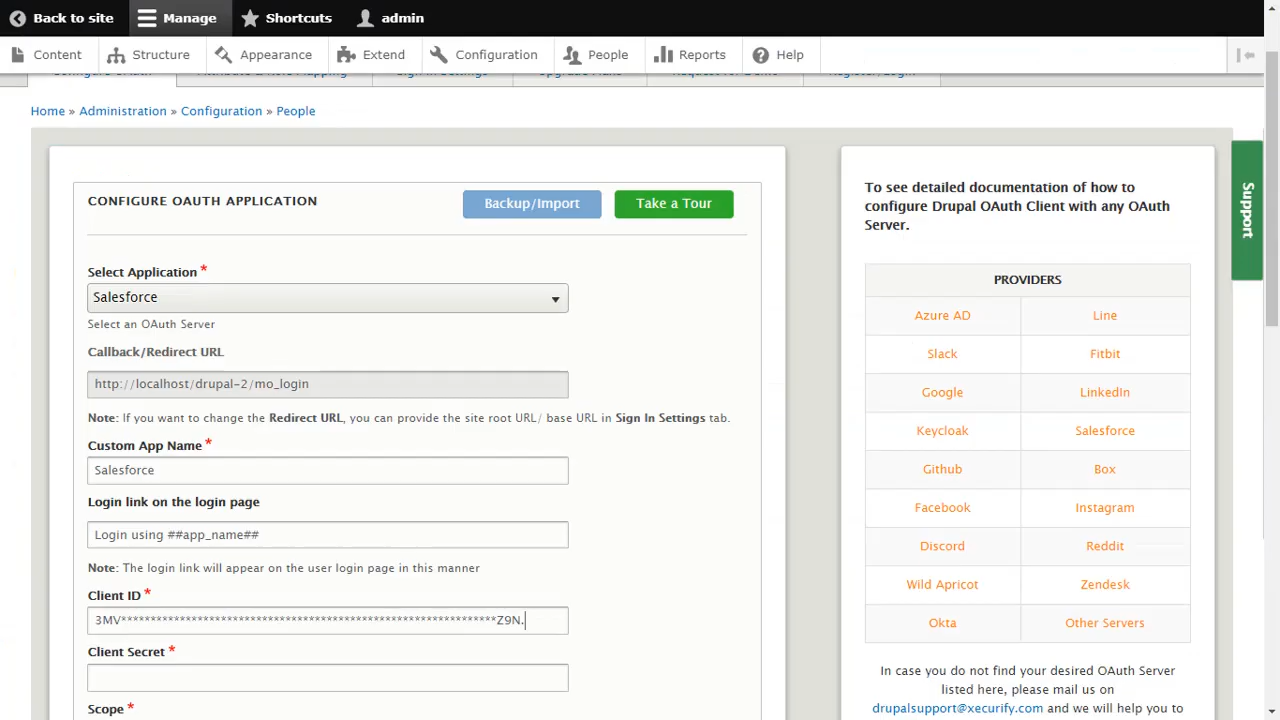 Back to site Manage Shortcuts admin
Content Structure Appearance Extend Configuration People Reports Help
Home » Administration » Configuration » People
CONFIGURE OAUTH APPLICATION
Backup/Import
Take a Tour
Select Application *
Salesforce
Select an OAuth Server
Callback/Redirect URL
http://localhost/drupal-2/mo_login
Note: If you want to change the Redirect URL, you can provide the site root URL/ base URL in Sign In Settings tab.
Custom App Name *
Salesforce
Login link on the login page
Login using ##app_name##
Note: The login link will appear on the user login page in this manner
Client ID *
3MV****************************************************************Z9N.
Client Secret *
Scope *
To see detailed documentation of how to
configure Drupal OAuth Client with any OAuth
Server.
PROVIDERS
Azure AD Line
Slack Fitbit
Google LinkedIn
Keycloak Salesforce
Github Box
Facebook Instagram
Discord Reddit
Wild Apricot Zendesk
Okta Other Servers
In case you do not find your desired OAuth Server
listed here, please mail us on
drupalsupport@xecurify.com and we will help you to
Support